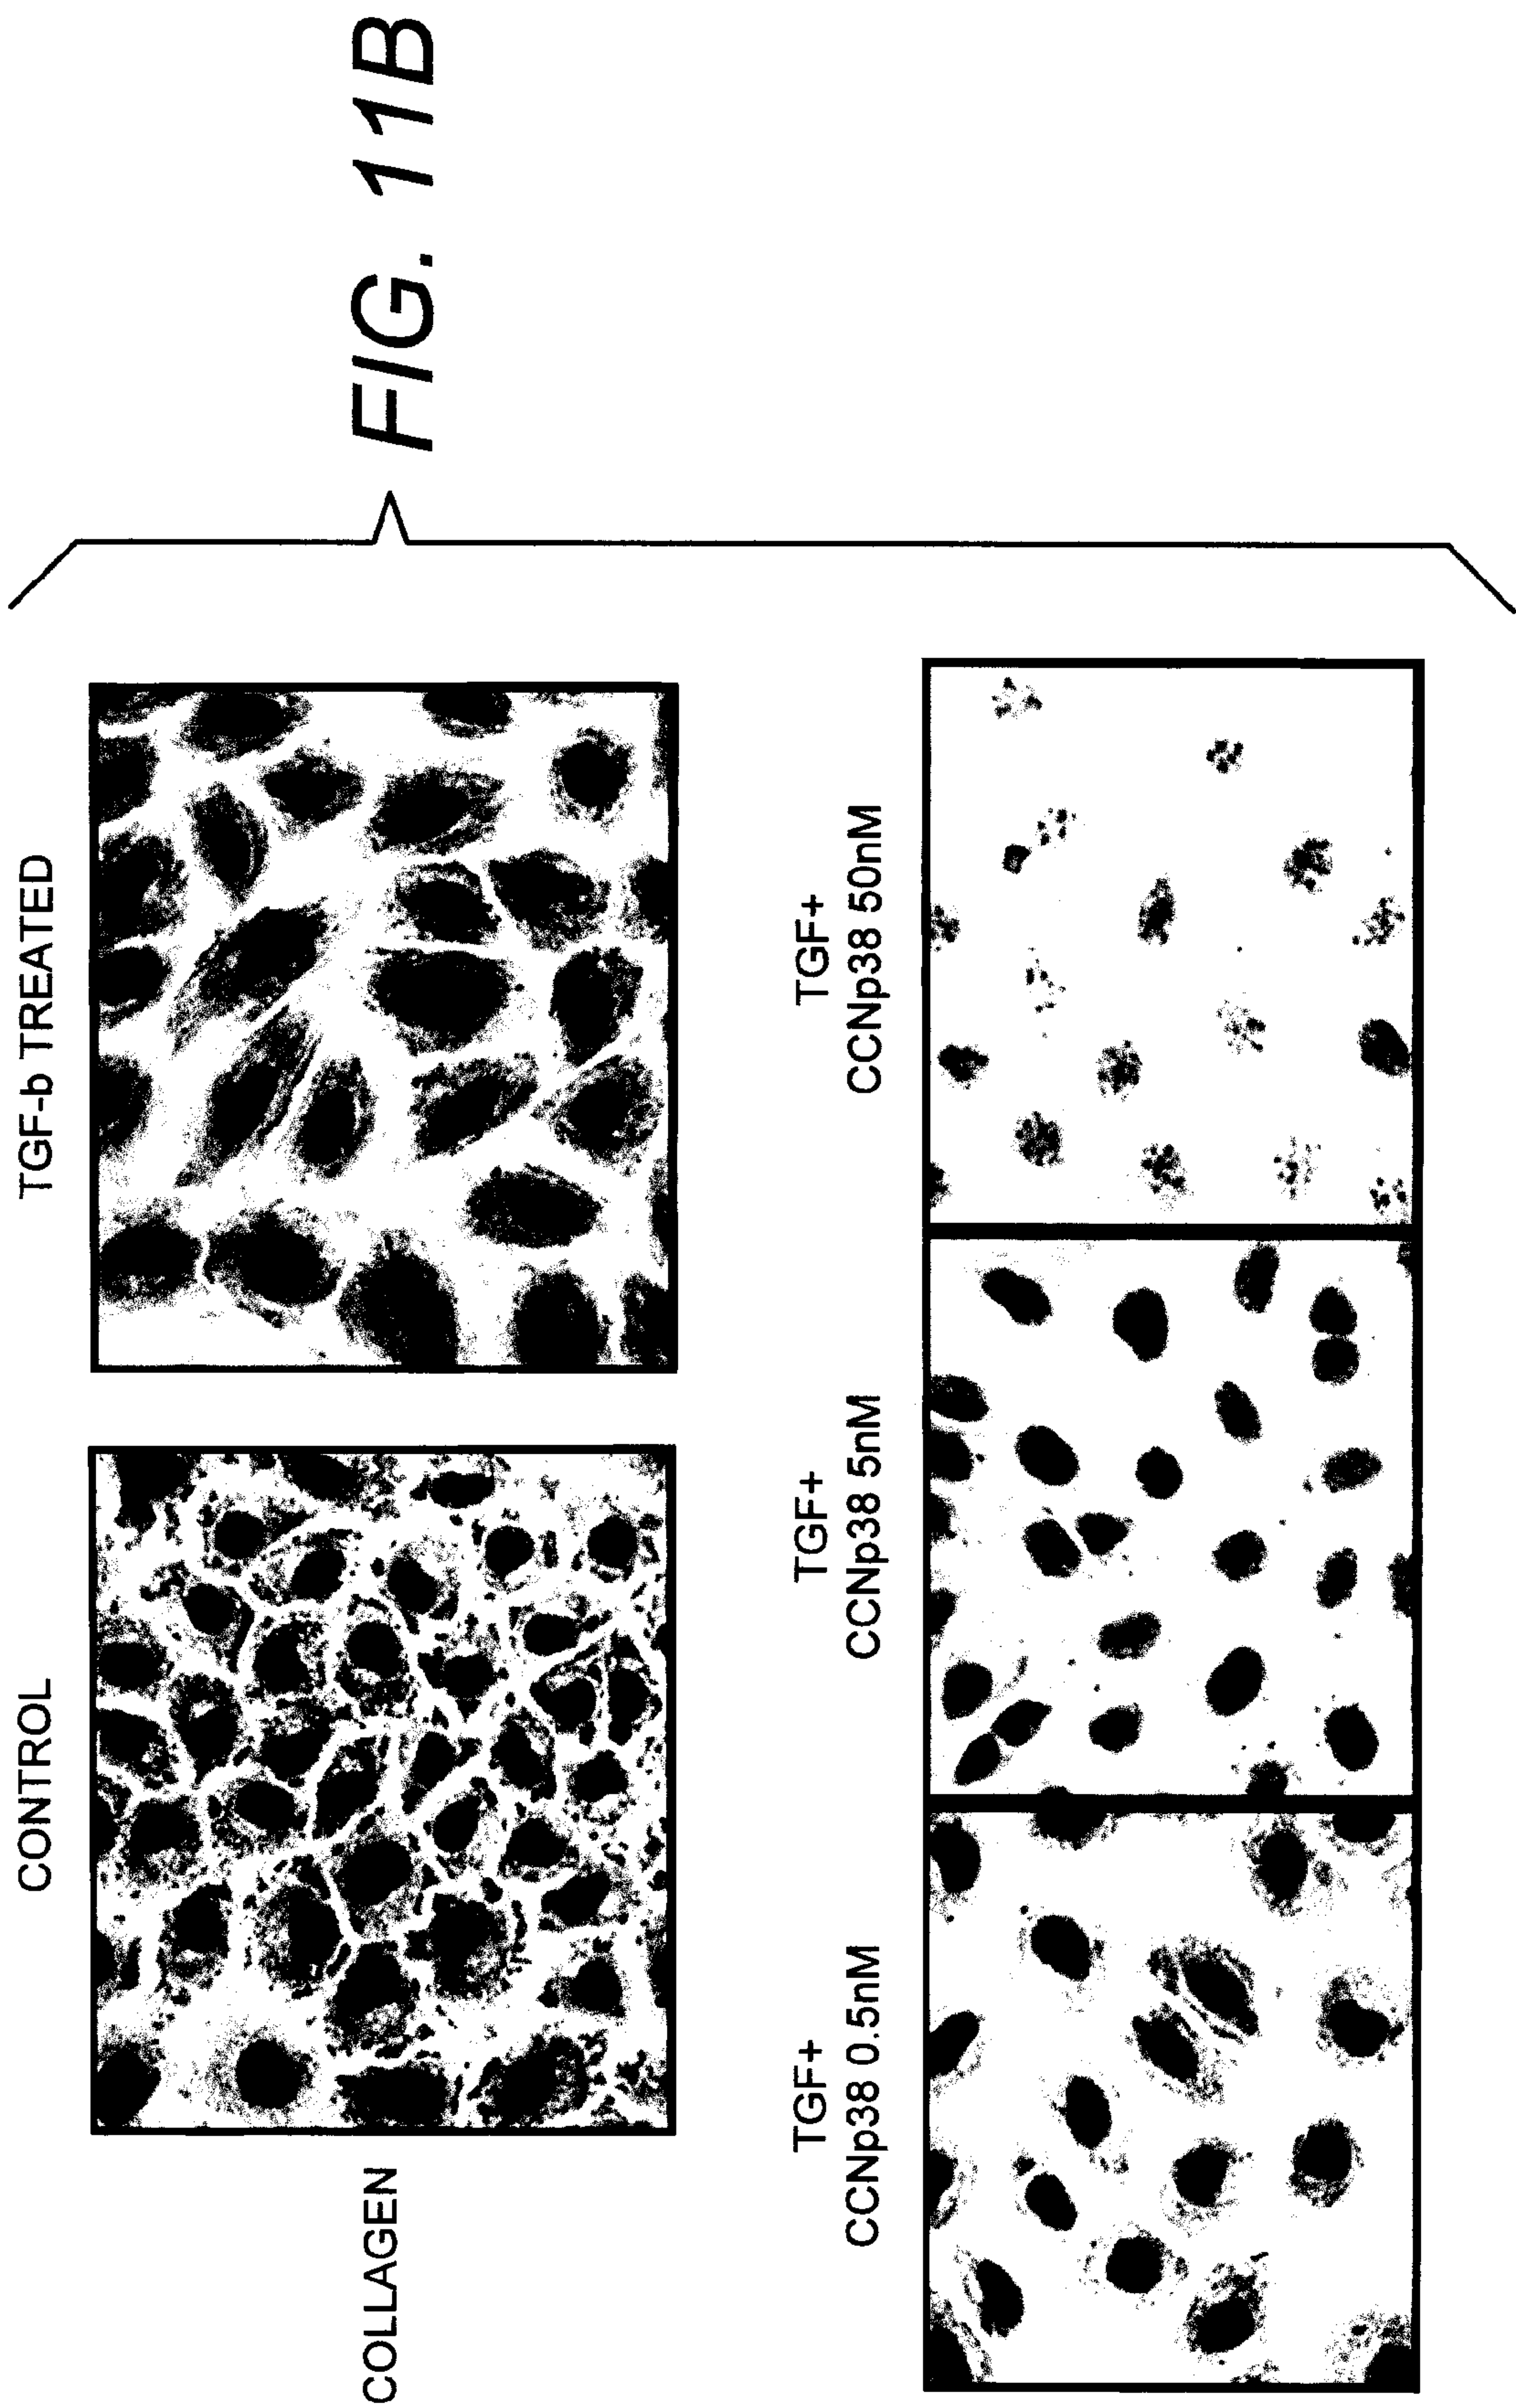 CONTROL
TGF-b TREATED
COLLAGEN
TGF+
CCNp38 0.5nM
TGF+
CCNp38 5nM
TGF+
CCNp38 50nM
FIG. 11B